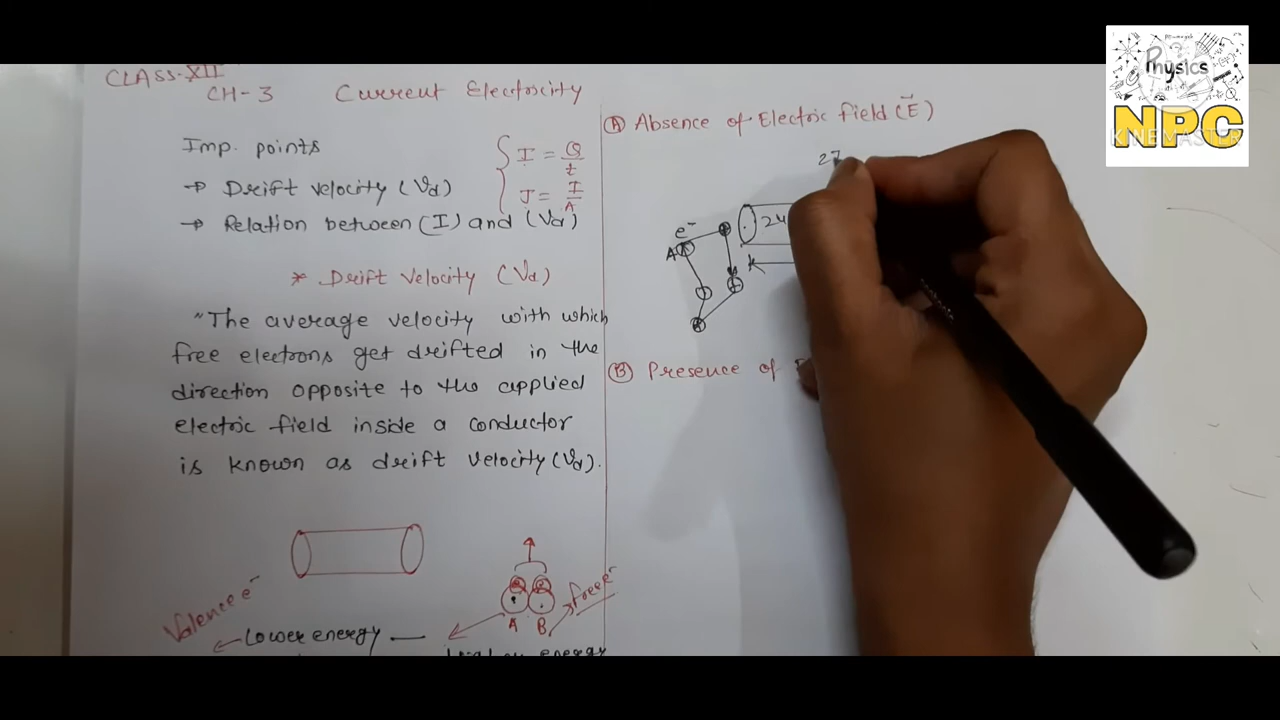 CLASS-XII
CH-3 Current Electricity
Imp. points
→ Drift velocity (Vd)
→ Relation between (I) and (Vd)
{ I = Q/t
J = I/A
* Drift Velocity (Vd)
"The average velocity with which
free electrons get drifted in the
direction opposite to the applied
electric field inside a conductor
is known as drift velocity (Vd).
Valence e⁻
← Lower energy —
A B
free e⁻
energy
(A) Absence of Electric field (E⃗)
27
e⁻
A
24
(B) Presence of
Physics
NPC
KINEMASTER